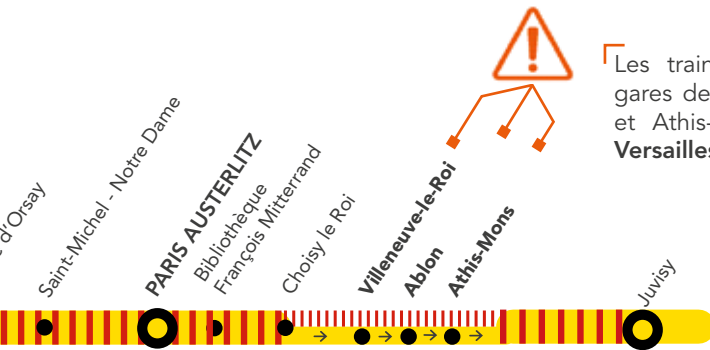 Les train
gares de
et Athis-
Versailles
d'Orsay
Saint-Michel - Notre Dame
PARIS AUSTERLITZ
Bibliothèque
François Mitterrand
Choisy le Roi
Villeneuve-le-Roi
Ablon
Athis-Mons
Juvisy